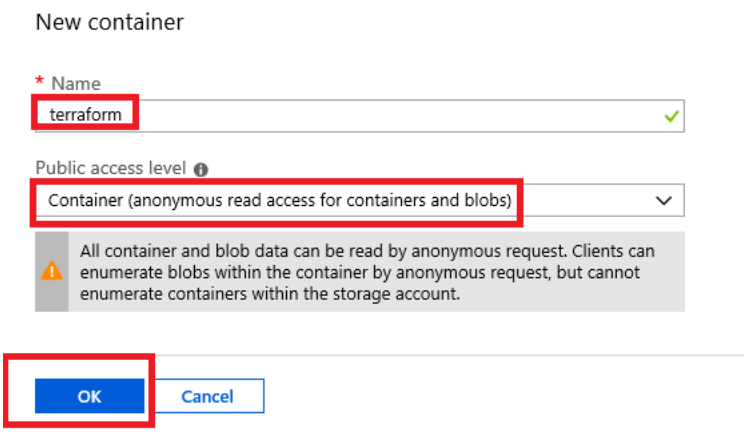 New container
* Name
terraform
Public access level
Container (anonymous read access for containers and blobs)
All container and blob data can be read by anonymous request. Clients can
enumerate blobs within the container by anonymous request, but cannot
enumerate containers within the storage account.
OK Cancel